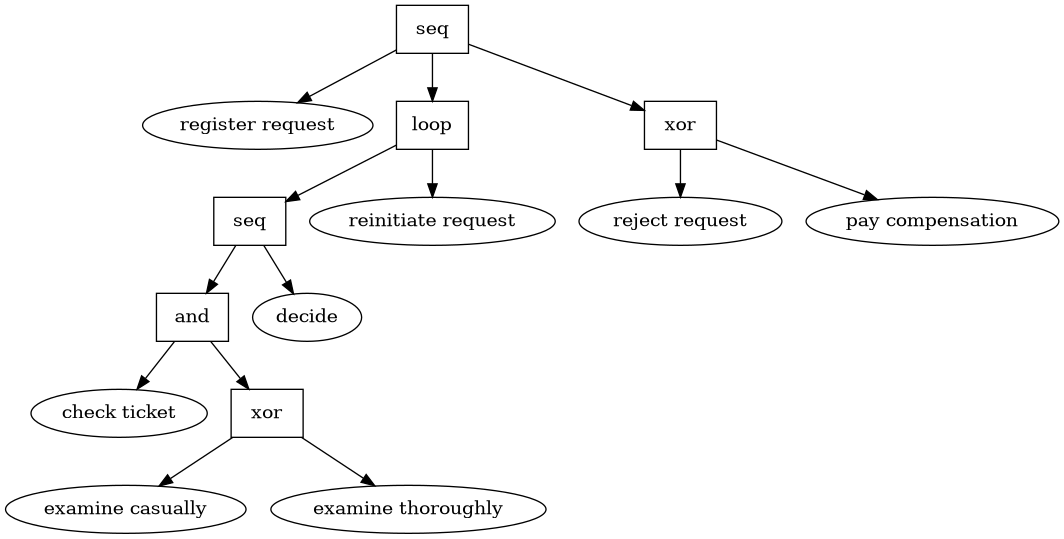 seq
register request
loop
xor
seq
reinitiate request
reject request
pay compensation
and
decide
check ticket
xor
examine casually
examine thoroughly